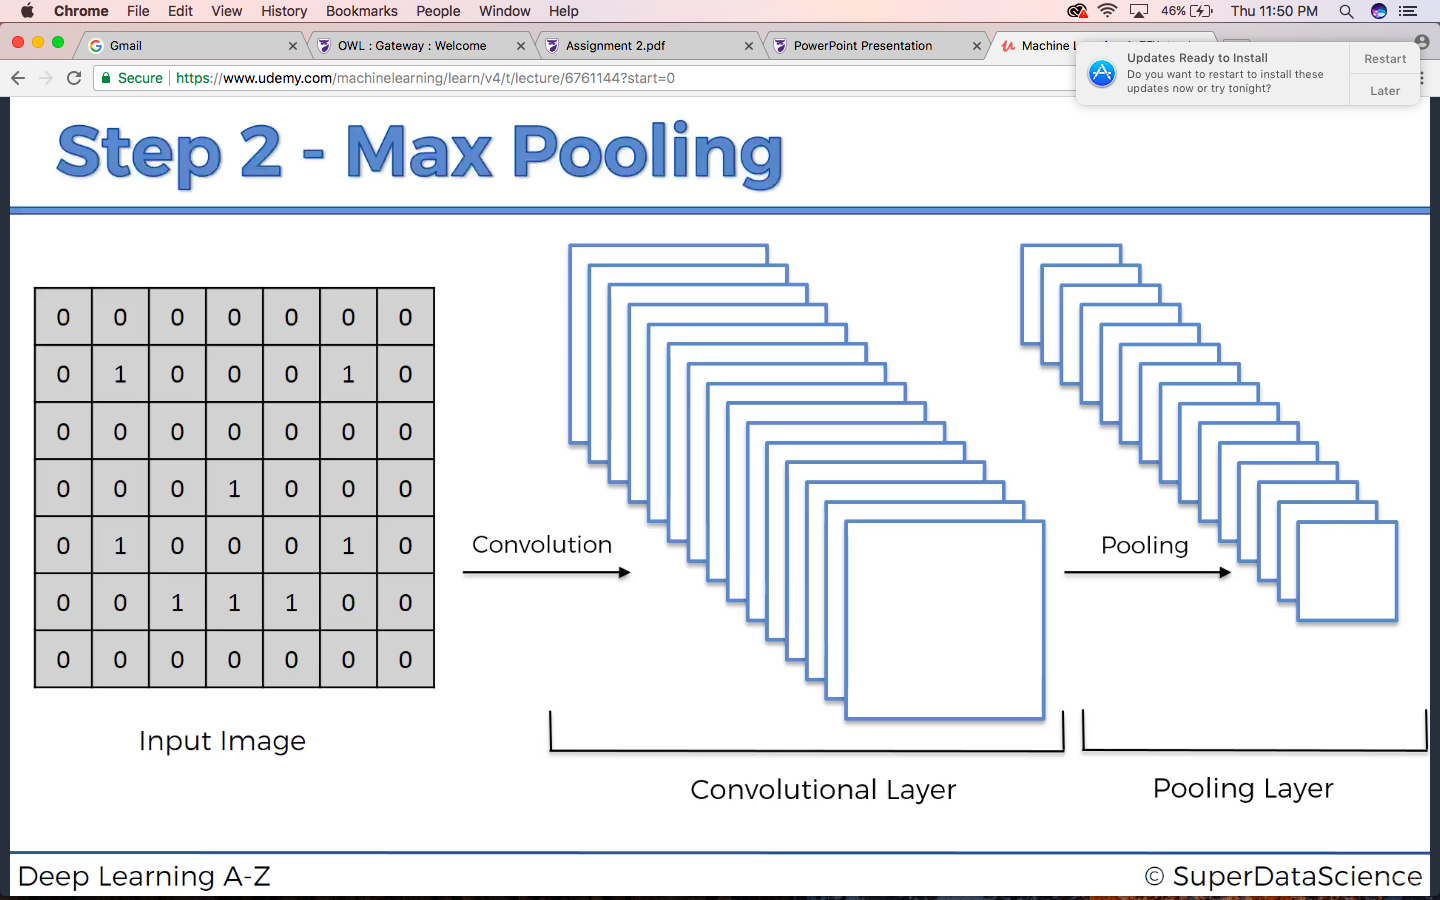 Chrome File Edit View History Bookmarks People Window Help 46% Thu 11:50 PM
Gmail OWL : Gateway : Welcome Assignment 2.pdf PowerPoint Presentation Machine
Secure https://www.udemy.com/machinelearning/learn/v4/t/lecture/6761144?start=0
Updates Ready to Install
Do you want to restart to install these
updates now or try tonight?
Restart
Later
Step 2 - Max Pooling
0 0 0 0 0 0 0
0 1 0 0 0 1 0
0 0 0 0 0 0 0
0 0 0 1 0 0 0
0 1 0 0 0 1 0
0 0 1 1 1 0 0
0 0 0 0 0 0 0
Convolution
Pooling
Input Image
Convolutional Layer
Pooling Layer
Deep Learning A-Z
© SuperDataScience